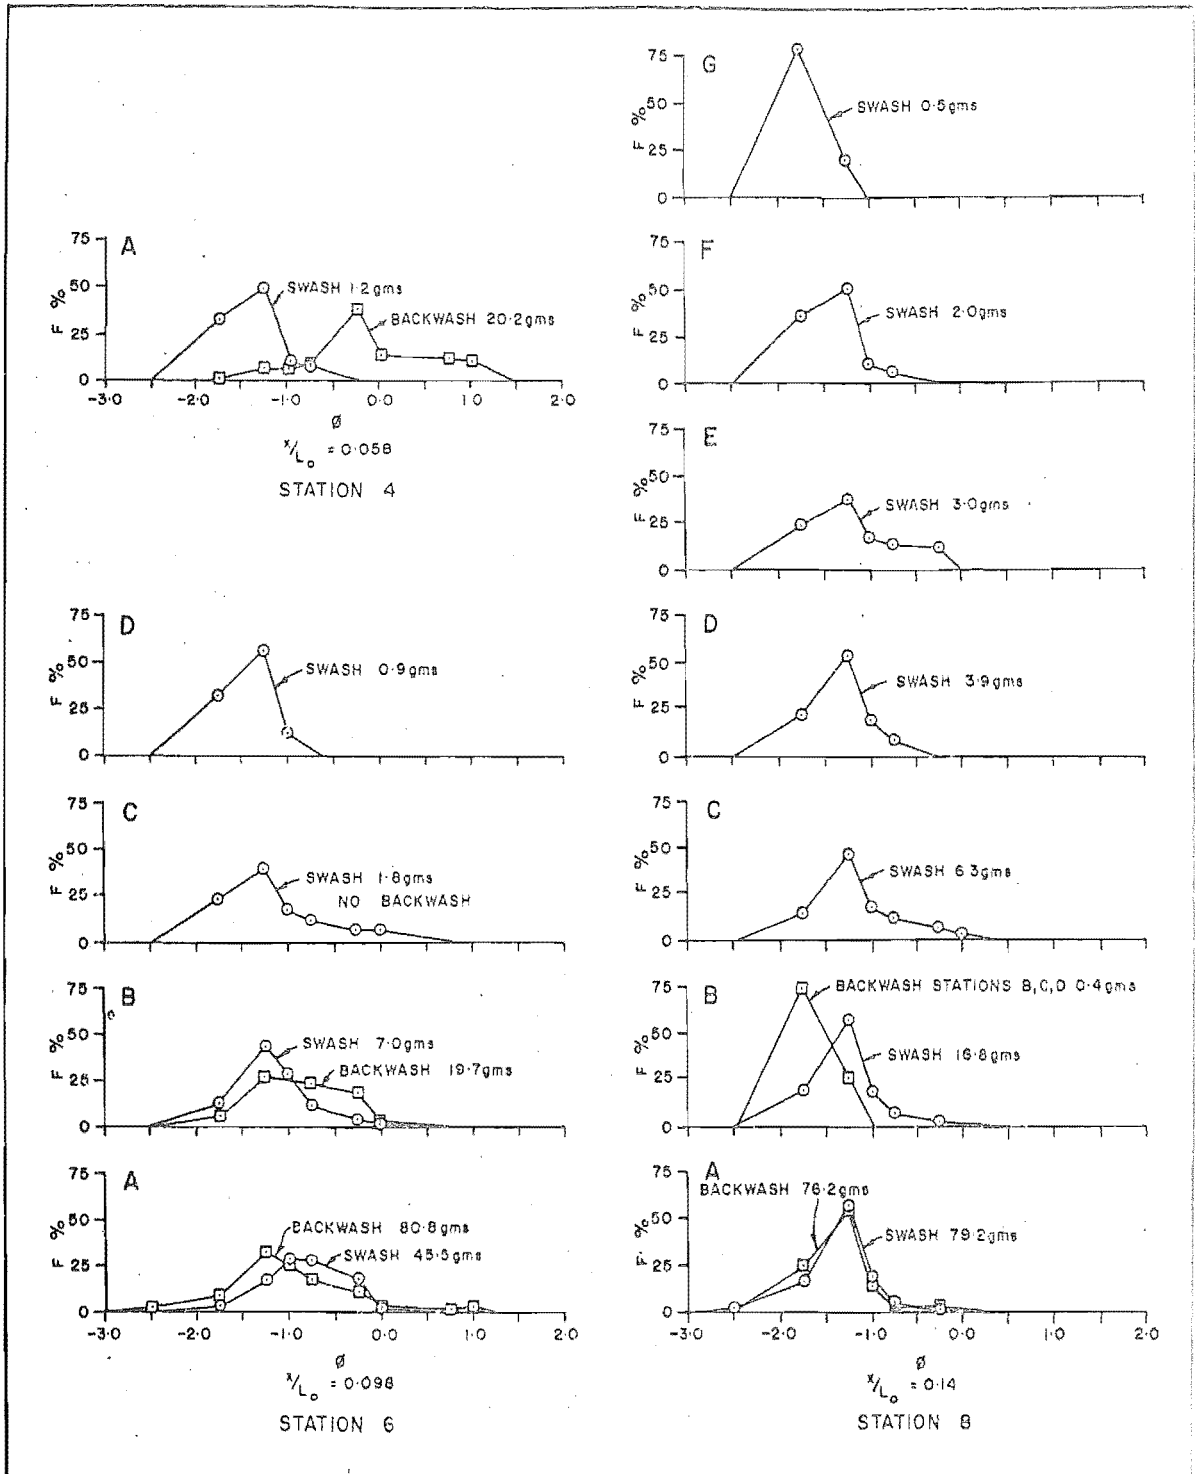 A
75
50
25
0
F %
SWASH 1·2gms
BACKWASH 20·2gms
-3·0 -2·0 -1·0 0·0 1·0 2·0
ø
x/Lo = 0·058
STATION 4
D
75
50
25
0
F %
SWASH 0·9gms
C
75
50
25
0
F %
SWASH 1·8gms
NO BACKWASH
B
75
50
25
0
F %
SWASH 7·0gms
BACKWASH 19·7gms
A
75
50
25
0
F %
BACKWASH 80·8gms
SWASH 45·5gms
-3·0 -2·0 -1·0 0·0 1·0 2·0
ø
x/Lo = 0·098
STATION 6
G
75
50
25
0
F %
SWASH 0·5gms
F
75
50
25
0
F %
SWASH 2·0gms
E
75
50
25
0
F %
SWASH 3·0gms
D
75
50
25
0
F %
SWASH 3·9gms
C
75
50
25
0
F %
SWASH 6·3gms
B
75
50
25
0
F %
BACKWASH STATIONS B,C,D 0·4gms
SWASH 16·8gms
A
75
50
25
0
F %
BACKWASH 76·2gms
SWASH 79·2gms
-3·0 -2·0 -1·0 0·0 1·0 2·0
ø
x/Lo = 0·14
STATION 8